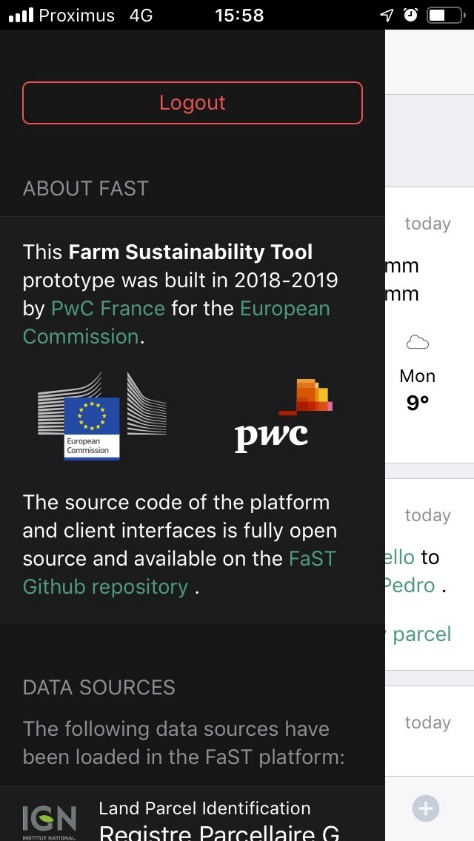 Proximus 4G 15:58
Logout
ABOUT FAST
This Farm Sustainability Tool
prototype was built in 2018-2019
by PwC France for the European
Commission.
European
Commission
pwc
The source code of the platform
and client interfaces is fully open
source and available on the FaST
Github repository .
DATA SOURCES
The following data sources have
been loaded in the FaST platform:
IGN
INSTITUT NATIONAL
Land Parcel Identification
Registre Parcellaire G
today
mm
mm
Mon
9°
today
ello to
Pedro .
parcel
today